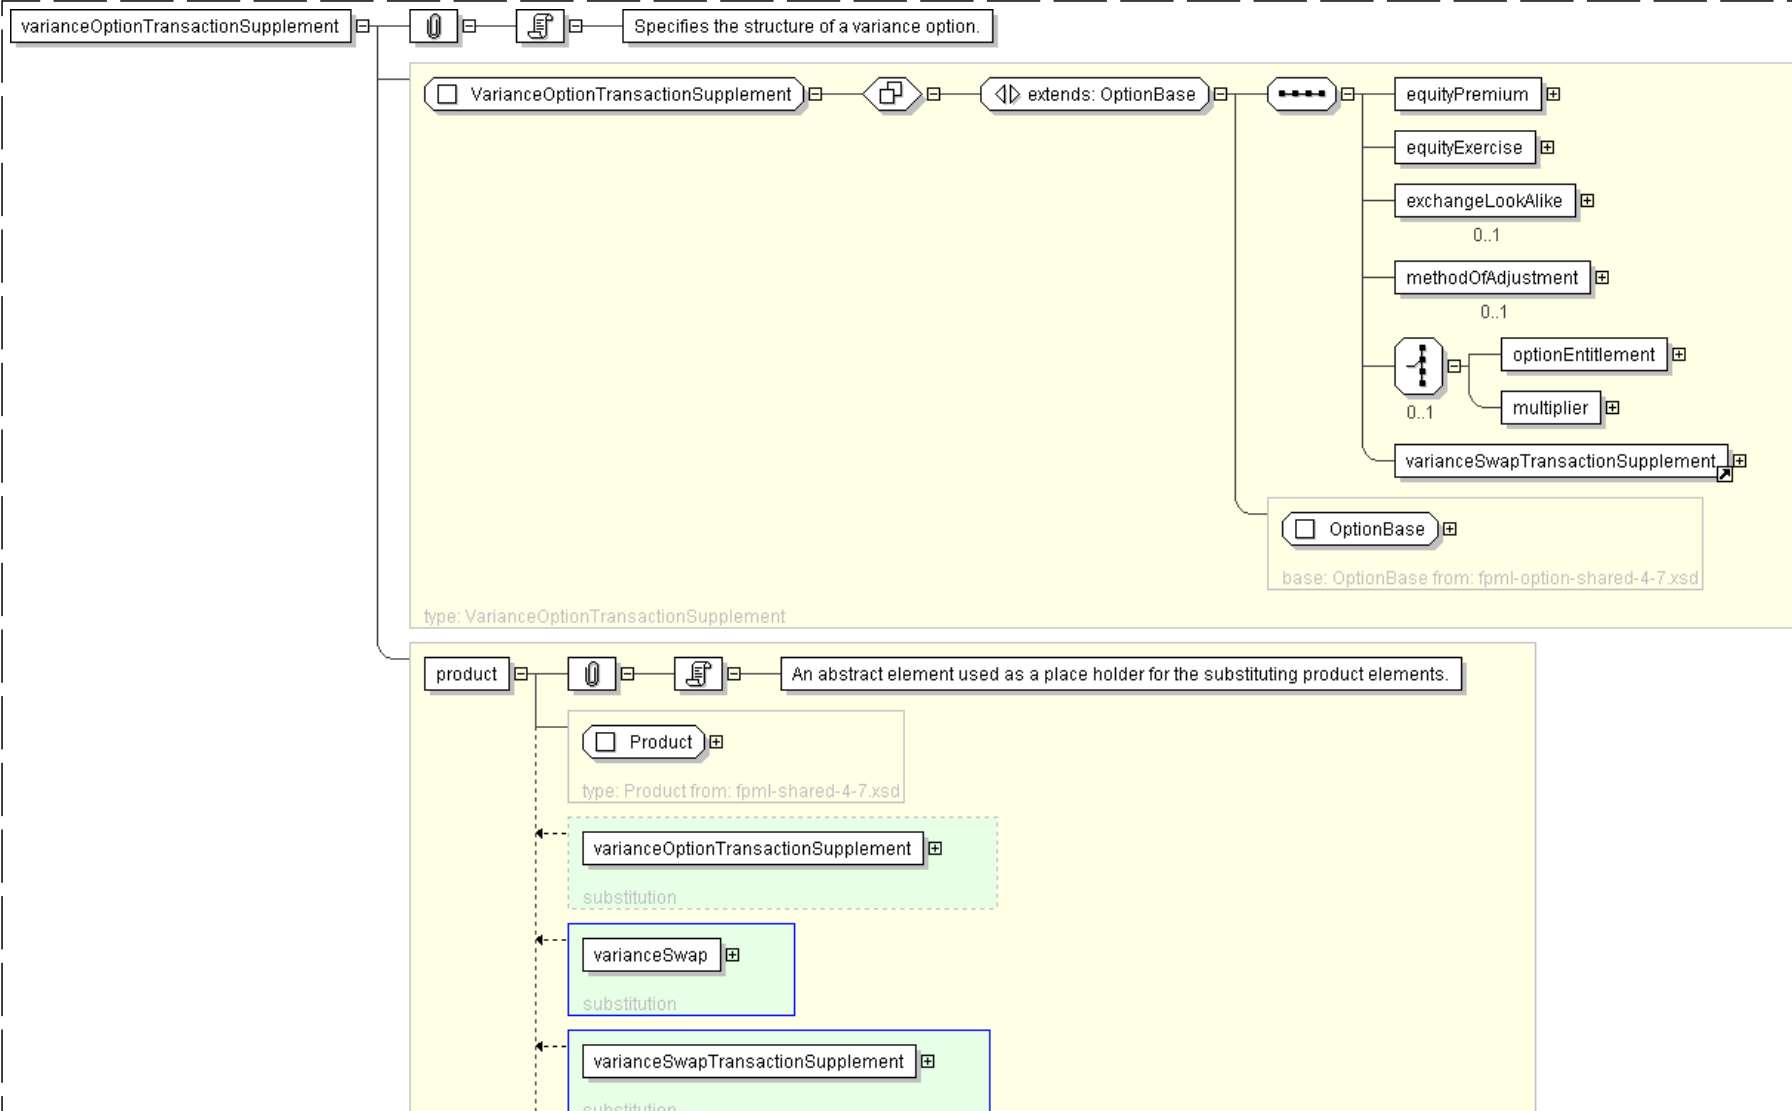 varianceOptionTransactionSupplement
Specifies the structure of a variance option.
VarianceOptionTransactionSupplement
extends: OptionBase
equityPremium
equityExercise
exchangeLookAlike
0..1
methodOfAdjustment
0..1
optionEntitlement
0..1
multiplier
varianceSwapTransactionSupplement
OptionBase
base: OptionBase from: fpml-option-shared-4-7.xsd
type: VarianceOptionTransactionSupplement
product
An abstract element used as a place holder for the substituting product elements.
Product
type: Product from: fpml-shared-4-7.xsd
varianceOptionTransactionSupplement
substitution
varianceSwap
substitution
varianceSwapTransactionSupplement
substitution